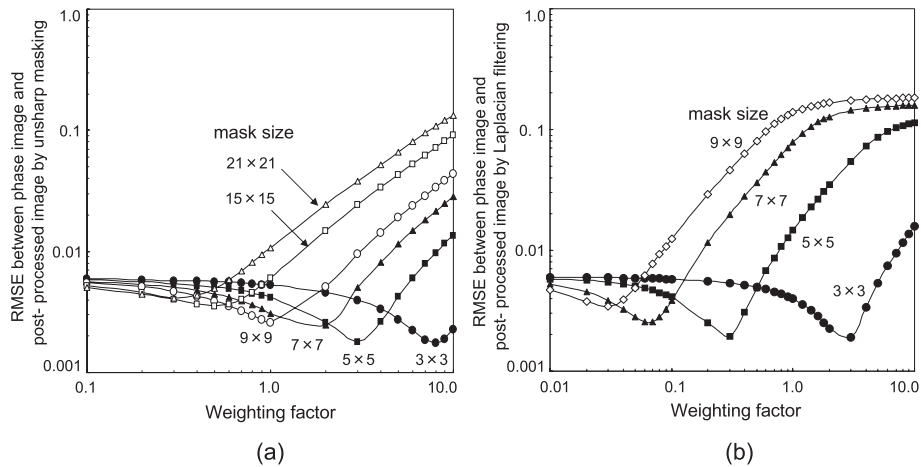 RMSE between phase image and
post- processed image by unsharp masking
1.0
0.1
0.01
0.001
mask size
21 × 21
15 × 15
9 × 9
7 × 7
5 × 5
3 × 3
0.1
1.0
10.0
Weighting factor
(a)
RMSE between phase image and
post- processed image by Laplacian filtering
1.0
0.1
0.01
0.001
mask size
9 × 9
7 × 7
5 × 5
3 × 3
0.01
0.1
1.0
10.0
Weighting factor
(b)